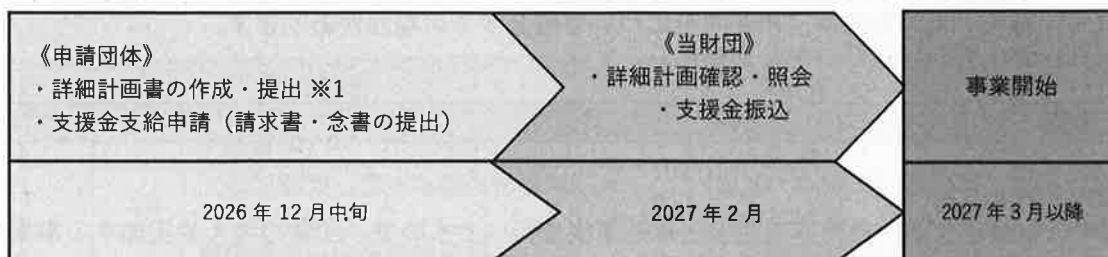 《申請団体》
・詳細計画書の作成・提出 ※1
・支援金支給申請（請求書・念書の提出）
《当財団》
・詳細計画確認・照会
・支援金振込
事業開始
2026 年 12 月中旬
2027 年 2 月
2027 年 3 月以降